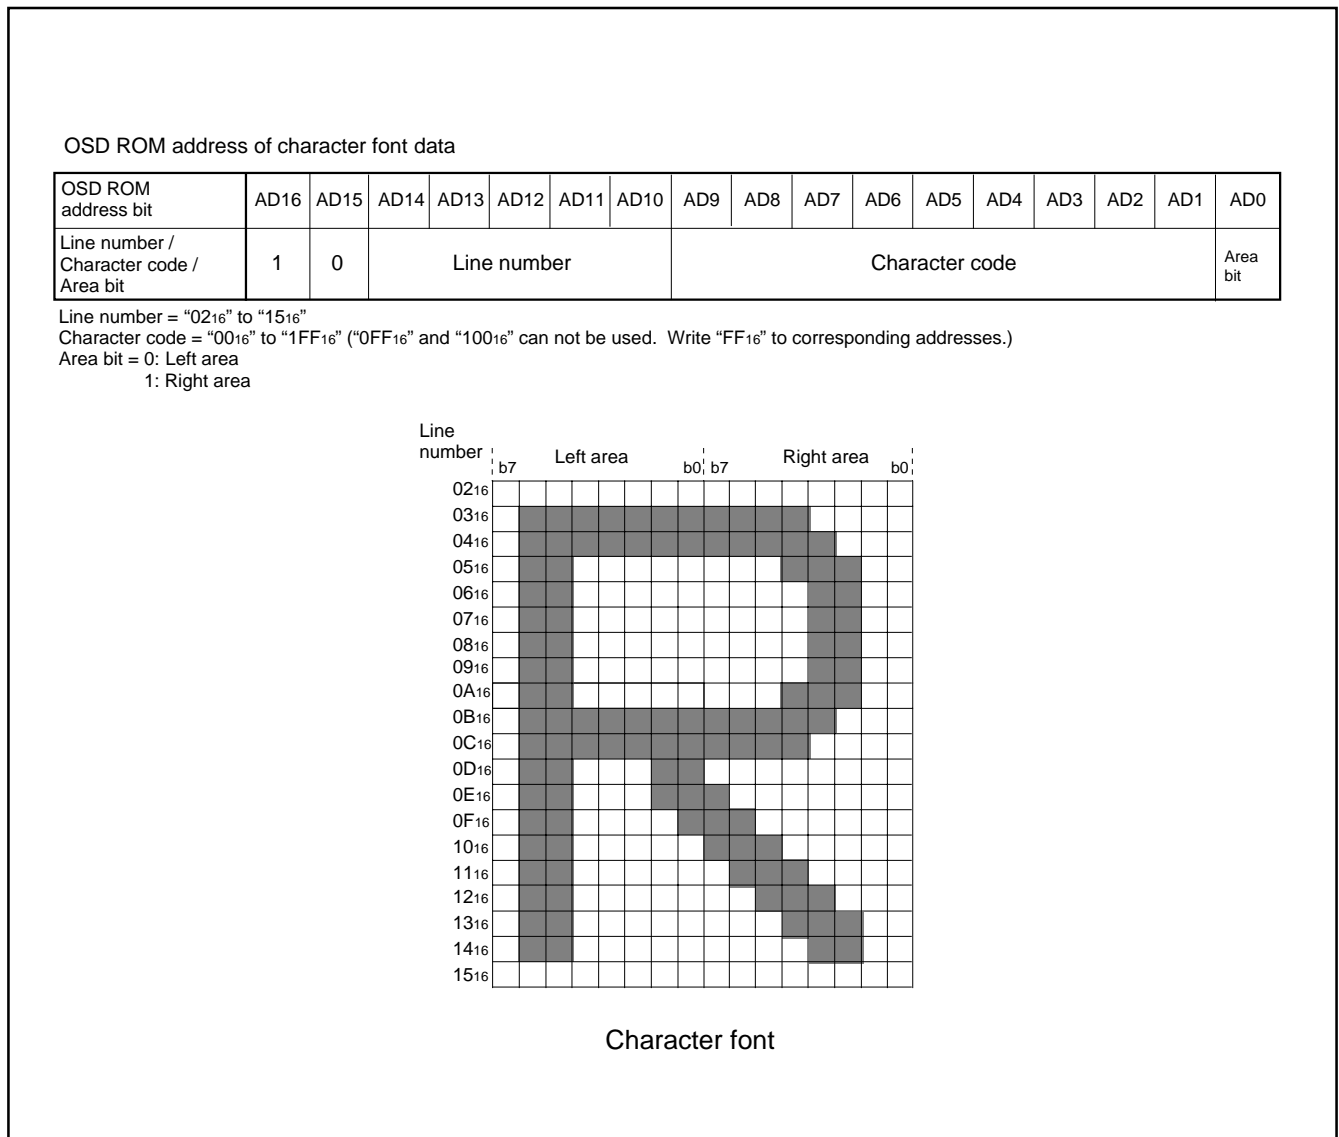 OSD ROM address of character font data
OSD ROM address bit AD16 AD15 AD14 AD13 AD12 AD11 AD10 AD9 AD8 AD7 AD6 AD5 AD4 AD3 AD2 AD1 AD0
Line number / Character code / Area bit 1 0 Line number Character code Area bit
Line number = “02₁₆” to “15₁₆”
Character code = “00₁₆” to “1FF₁₆” (“0FF₁₆” and “100₁₆” can not be used. Write “FF₁₆” to corresponding addresses.)
Area bit = 0: Left area
1: Right area
Line number
b7 Left area b0 b7 Right area b0
02₁₆
03₁₆
04₁₆
05₁₆
06₁₆
07₁₆
08₁₆
09₁₆
0A₁₆
0B₁₆
0C₁₆
0D₁₆
0E₁₆
0F₁₆
10₁₆
11₁₆
12₁₆
13₁₆
14₁₆
15₁₆
Character font